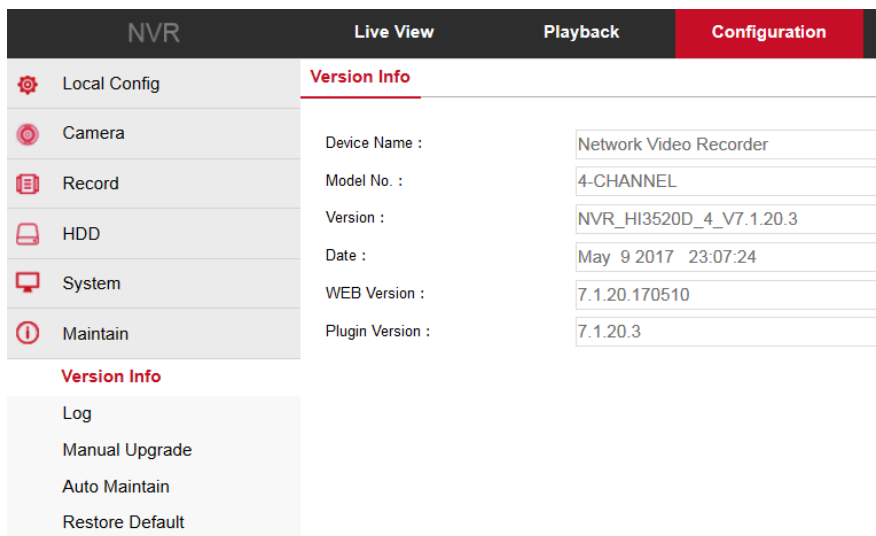 NVR Live View Playback Configuration
Local Config
Camera
Record
HDD
System
Maintain
Version Info
Log
Manual Upgrade
Auto Maintain
Restore Default
Version Info
Device Name : Network Video Recorder
Model No. : 4-CHANNEL
Version : NVR_HI3520D_4_V7.1.20.3
Date : May  9 2017   23:07:24
WEB Version : 7.1.20.170510
Plugin Version : 7.1.20.3